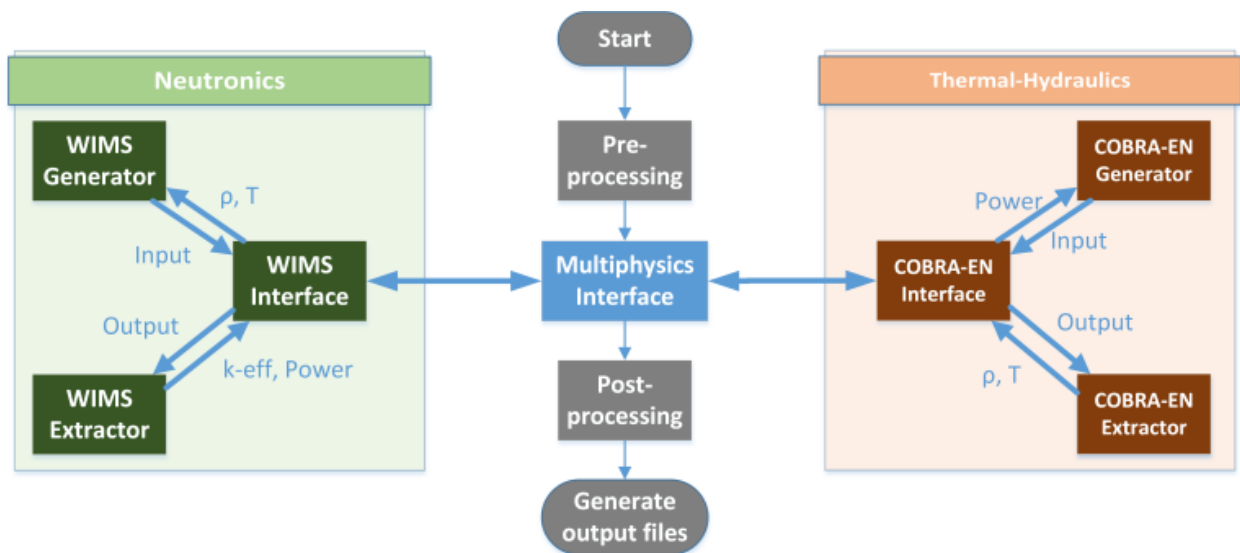 Start
Neutronics
Thermal-Hydraulics
WIMS
Generator
ρ, T
Input
WIMS
Interface
Output
k-eff, Power
WIMS
Extractor
Pre-
processing
Multiphysics
Interface
Post-
processing
Generate
output files
COBRA-EN
Generator
Power
Input
COBRA-EN
Interface
Output
ρ, T
COBRA-EN
Extractor